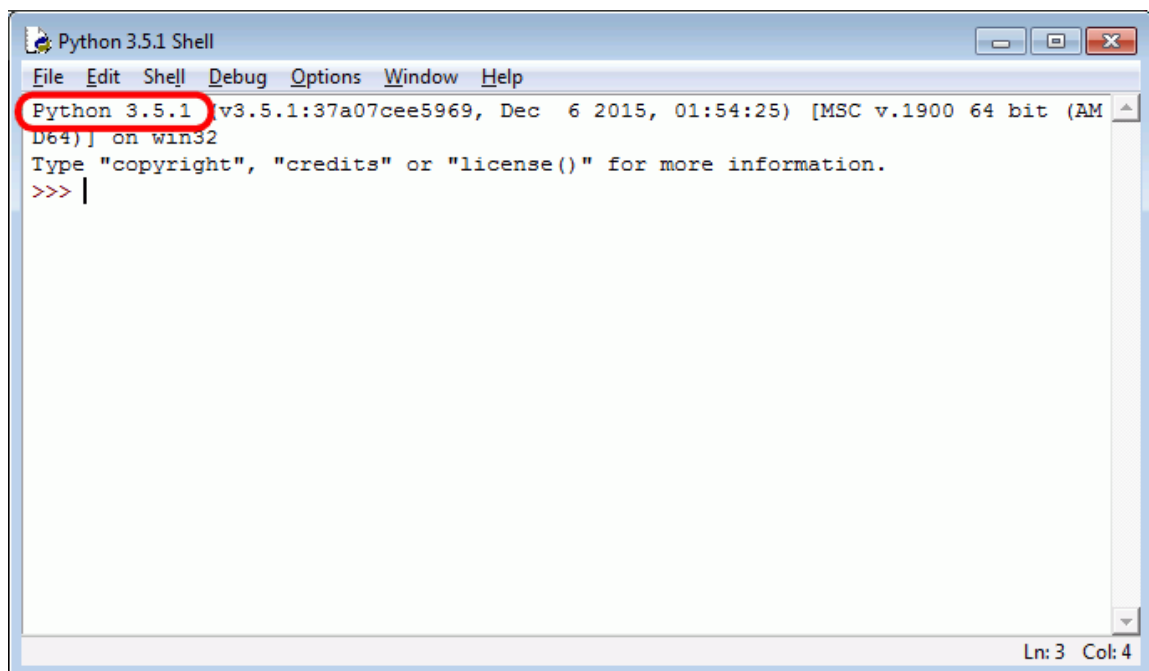 Python 3.5.1 Shell
File Edit Shell Debug Options Window Help
Python 3.5.1 (v3.5.1:37a07cee5969, Dec  6 2015, 01:54:25) [MSC v.1900 64 bit (AM
D64)] on win32
Type "copyright", "credits" or "license()" for more information.
>>>
Ln: 3 Col: 4